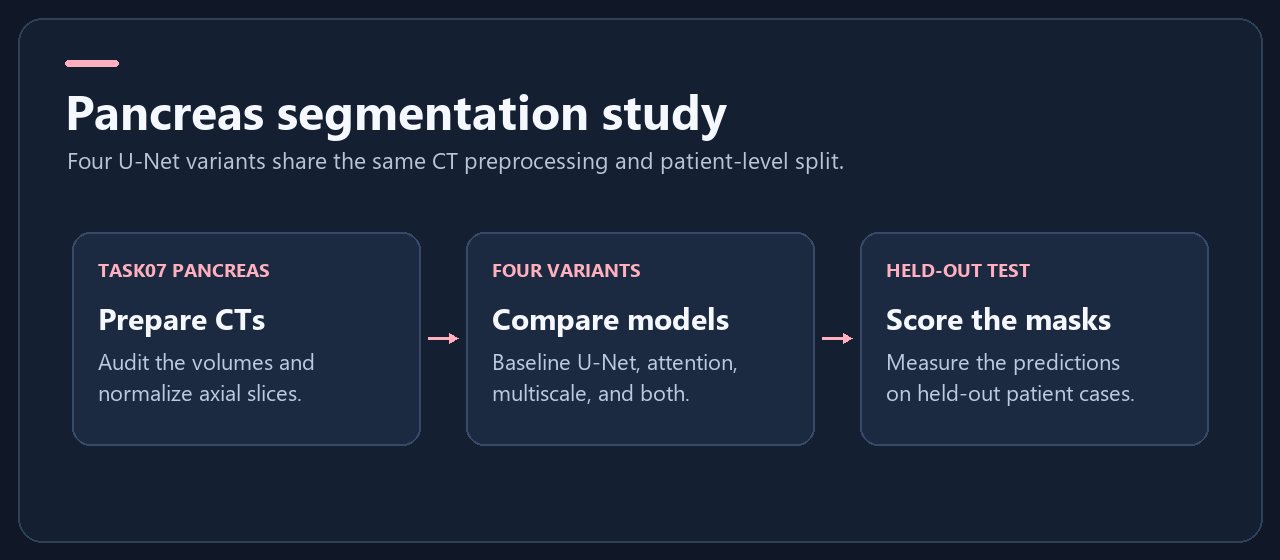 Pancreas segmentation study
Four U-Net variants share the same CT preprocessing and patient-level split.
TASK07 PANCREAS
Prepare CTs
Audit the volumes and
normalize axial slices.
FOUR VARIANTS
Compare models
Baseline U-Net, attention,
multiscale, and both.
HELD-OUT TEST
Score the masks
Measure the predictions
on held-out patient cases.